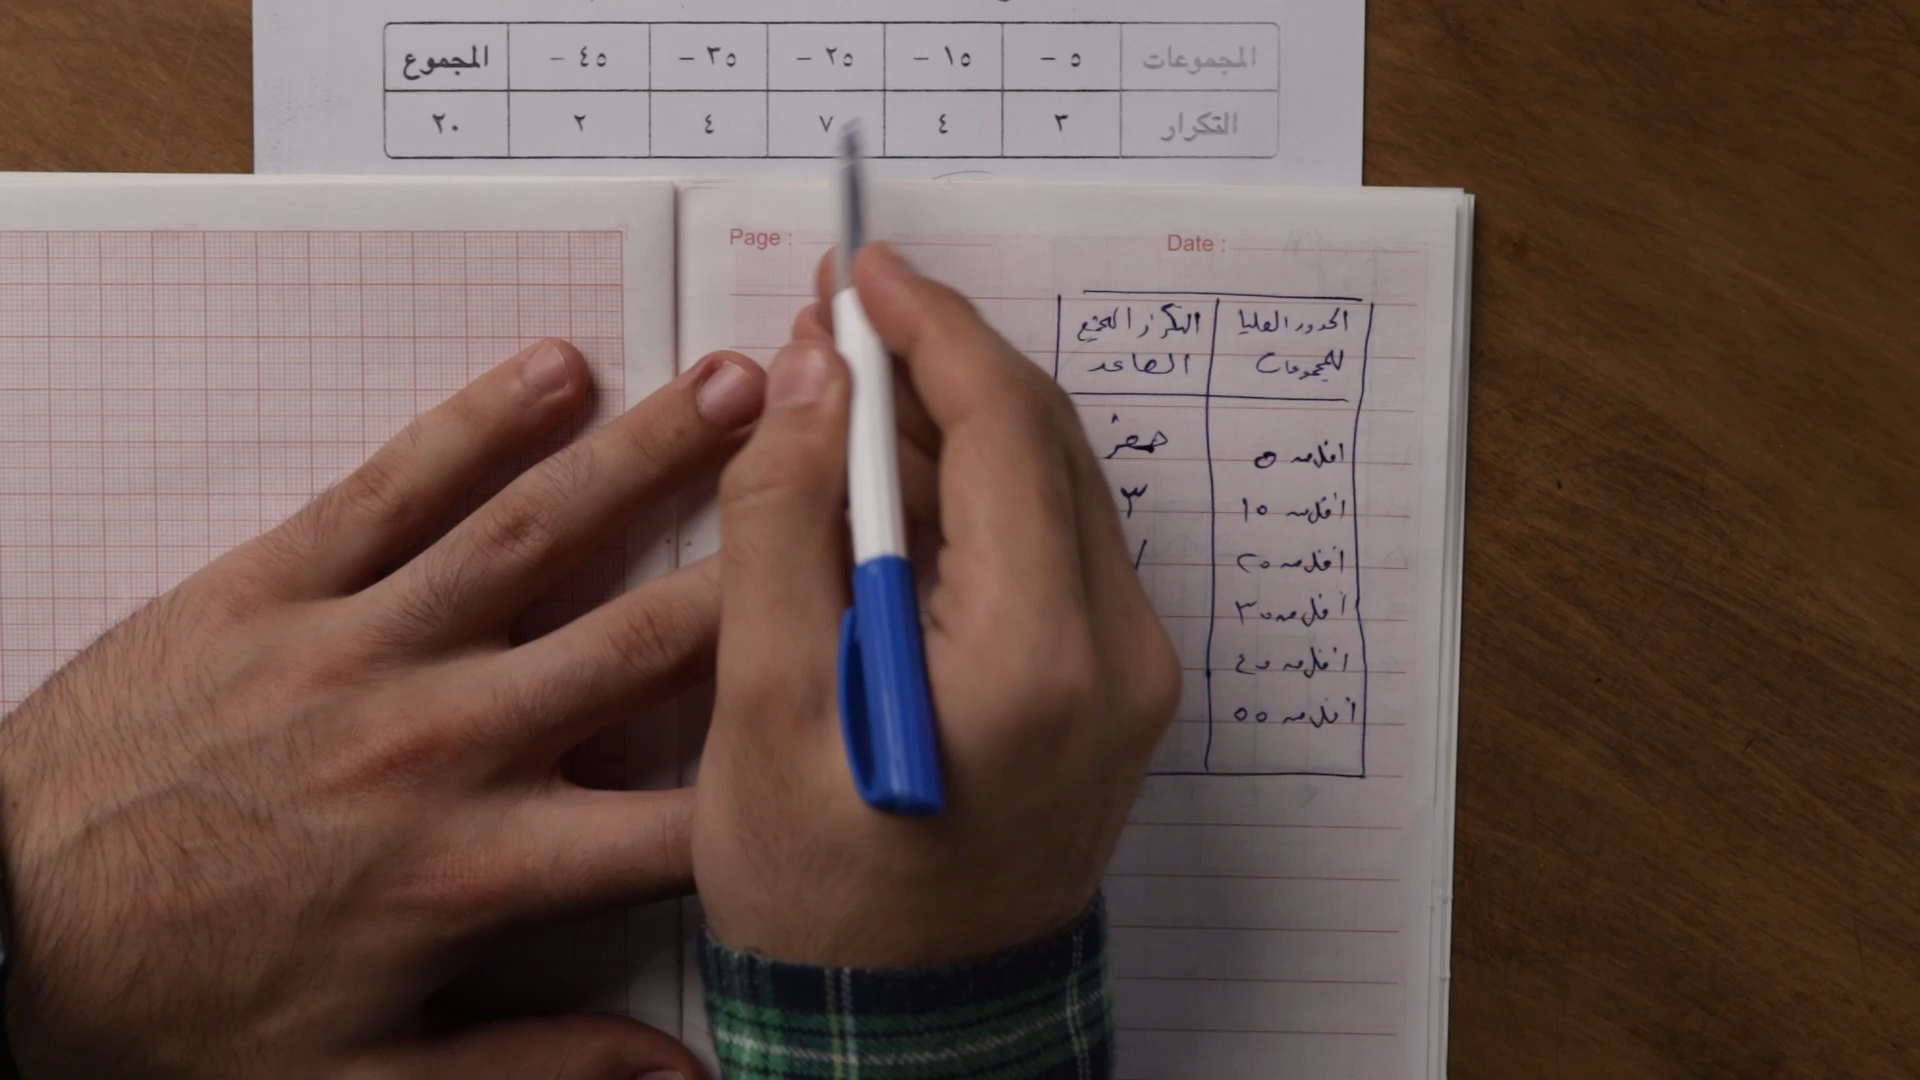 المجموعات ٥ - ١٥ - ٢٥ - ٣٥ - ٤٥ - المجموع
التكرار ٣ ٤ ٧ ٤ ٢ ٢٠
Page :
Date :
الحدود العليا
للمجموعات
التكرار المتجمع
الصاعد
أقل من ٥ صفر
أقل من ١٥ ٣
أقل من ٢٥
أقل من ٣٥
أقل من ٤٥
أقل من ٥٥